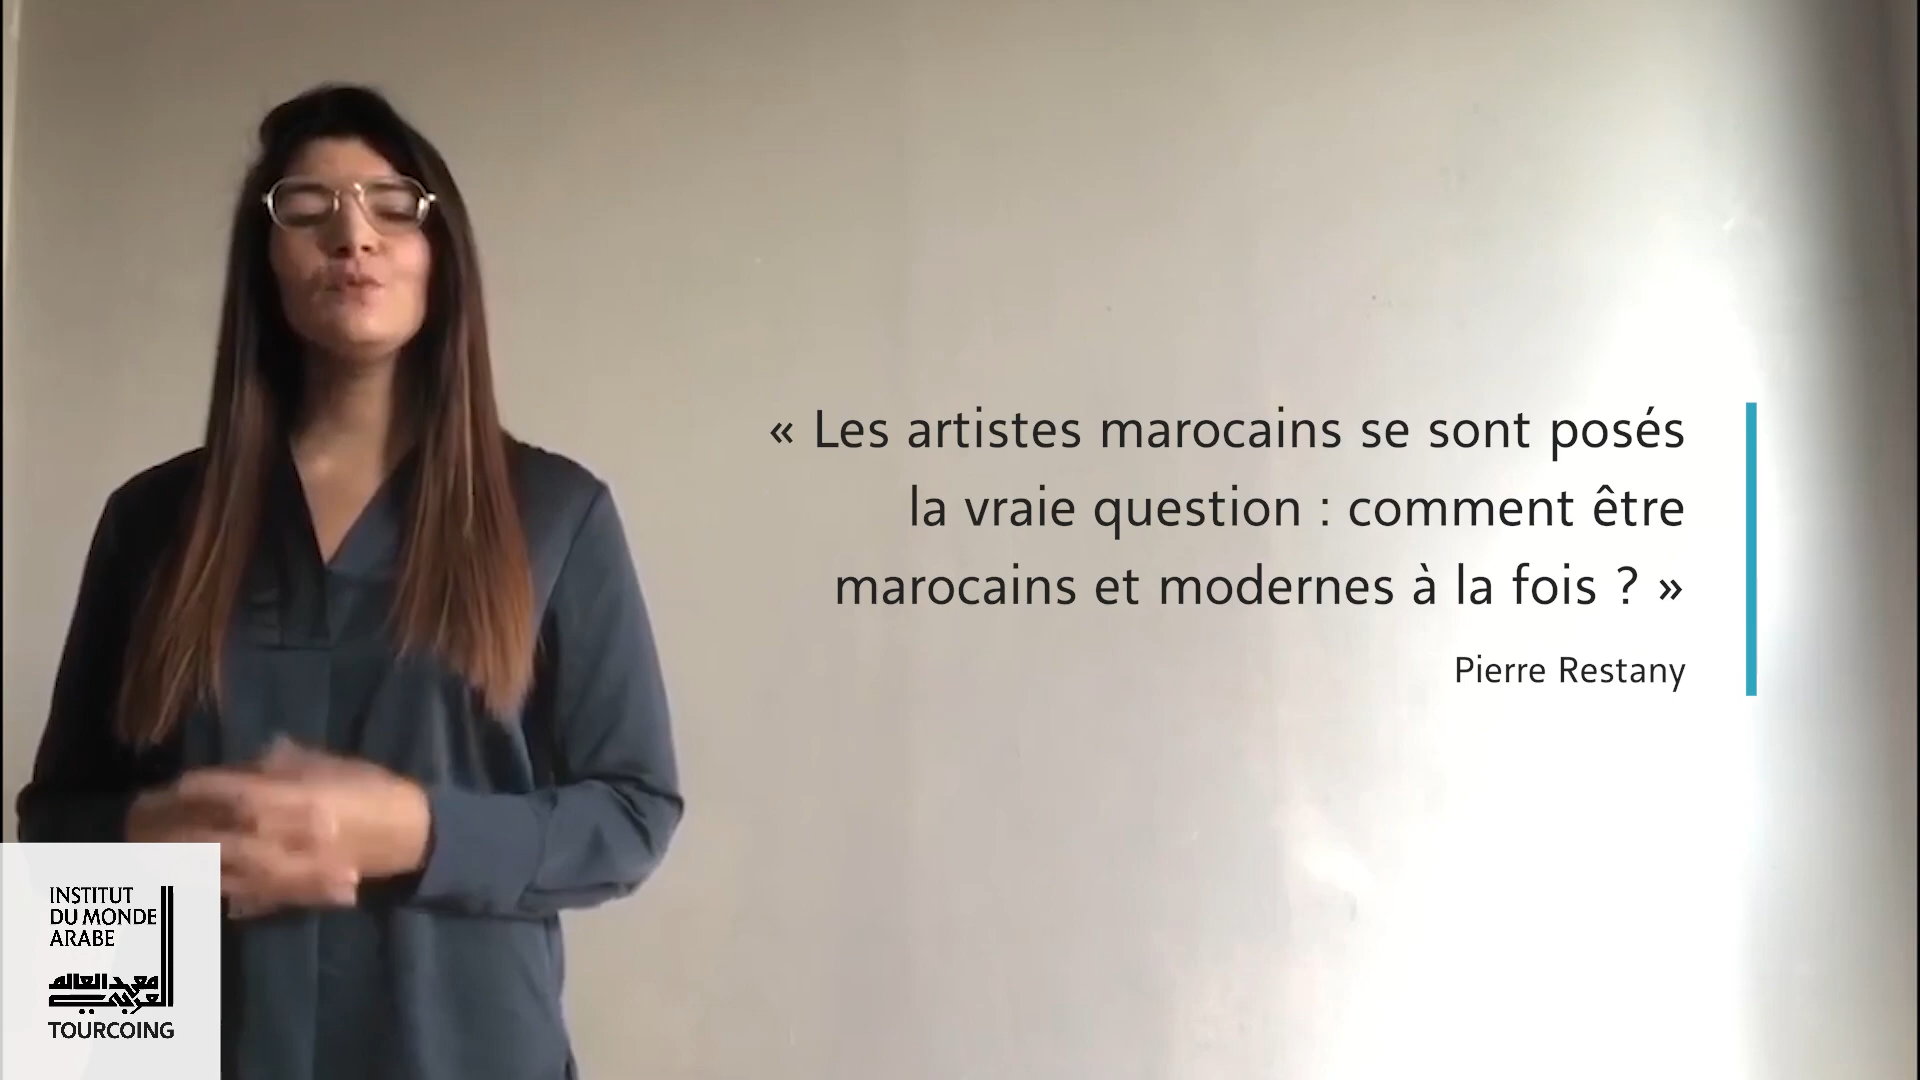 « Les artistes marocains se sont posés
la vraie question : comment être
marocains et modernes à la fois ? »
Pierre Restany
INSTITUT
DU MONDE
ARABE
معهد العالم
العربي
TOURCOING